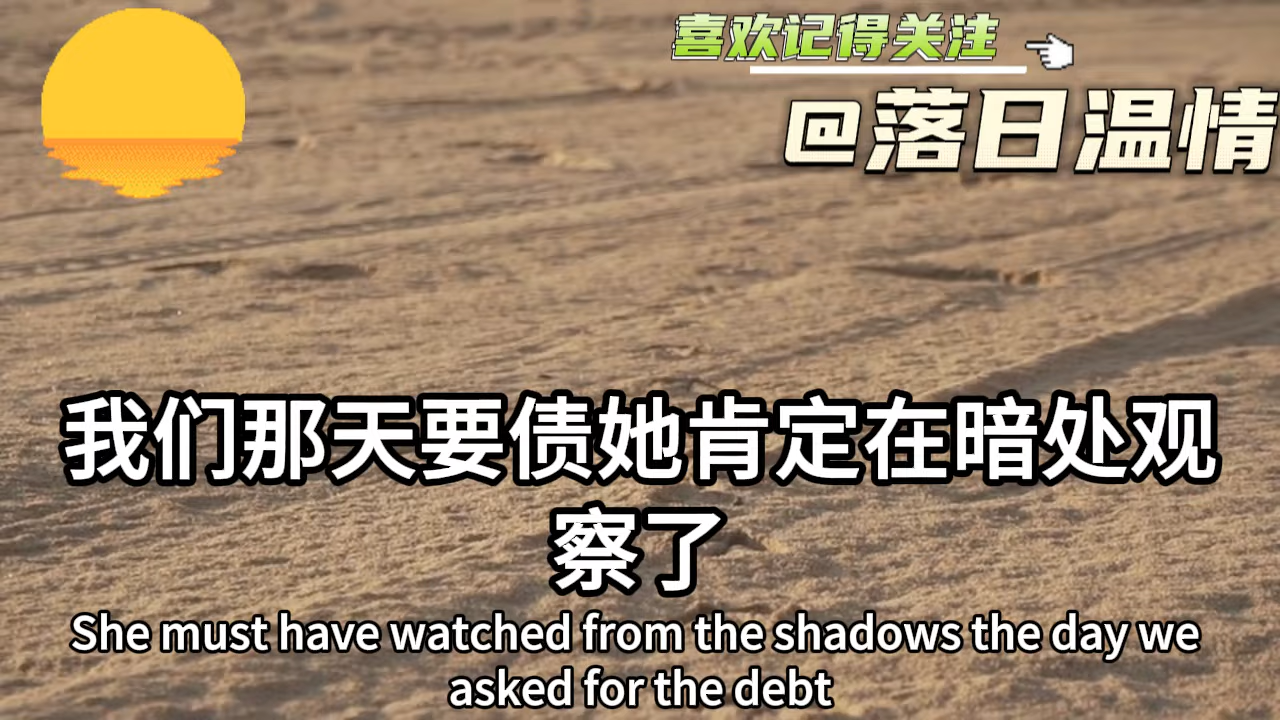 喜欢记得关注
@落日温情
我们那天要债她肯定在暗处观
察了
She must have watched from the shadows the day we
asked for the debt